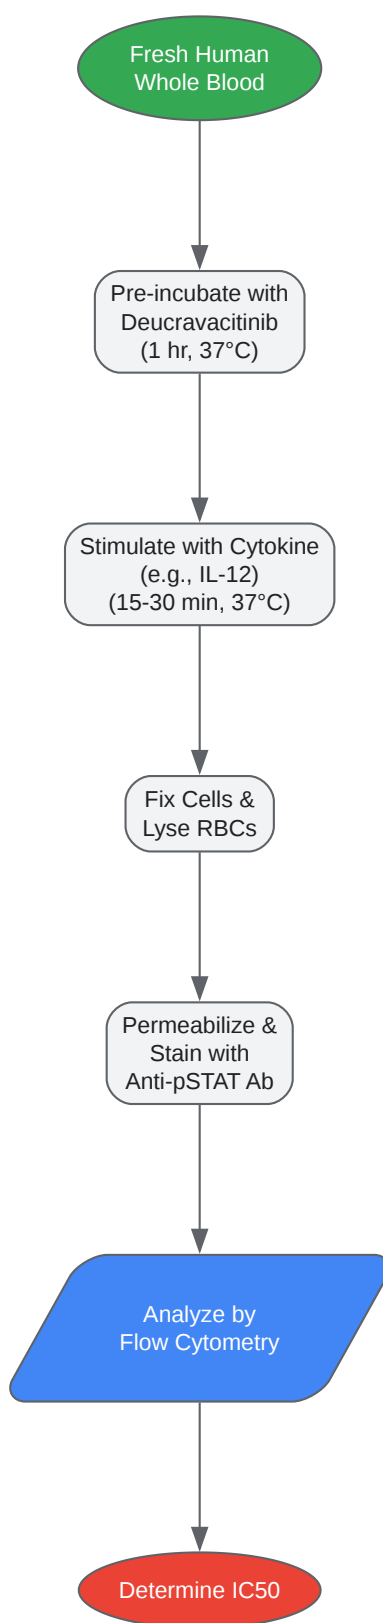 Fresh Human
Whole Blood
Pre-incubate with
Deucravacitinib
(1 hr, 37°C)
Stimulate with Cytokine
(e.g., IL-12)
(15-30 min, 37°C)
Fix Cells &
Lyse RBCs
Permeabilize &
Stain with
Anti-pSTAT Ab
Analyze by
Flow Cytometry
Determine IC50